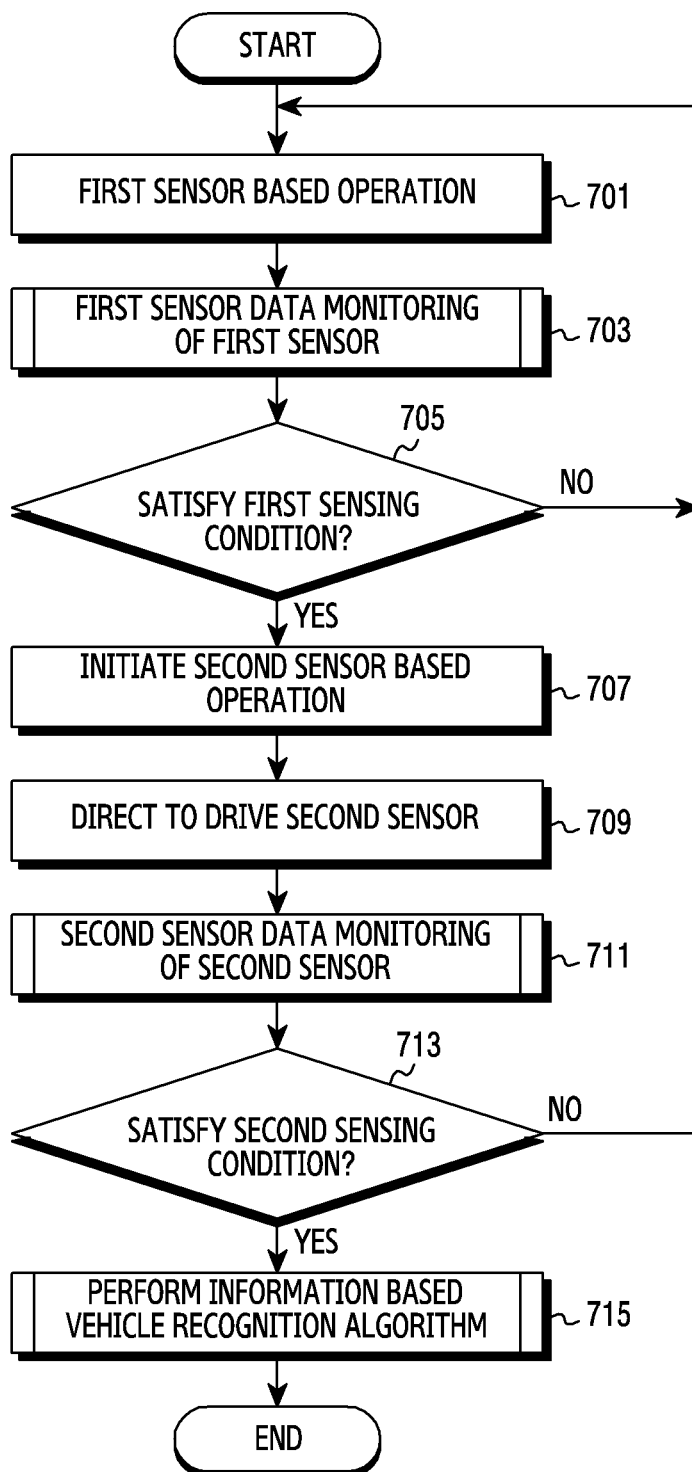 START
FIRST SENSOR BASED OPERATION
701
FIRST SENSOR DATA MONITORING
OF FIRST SENSOR
703
705
SATISFY FIRST SENSING
CONDITION?
NO
YES
INITIATE SECOND SENSOR BASED
OPERATION
707
DIRECT TO DRIVE SECOND SENSOR
709
SECOND SENSOR DATA MONITORING
OF SECOND SENSOR
711
713
SATISFY SECOND SENSING
CONDITION?
NO
YES
PERFORM INFORMATION BASED
VEHICLE RECOGNITION ALGORITHM
715
END